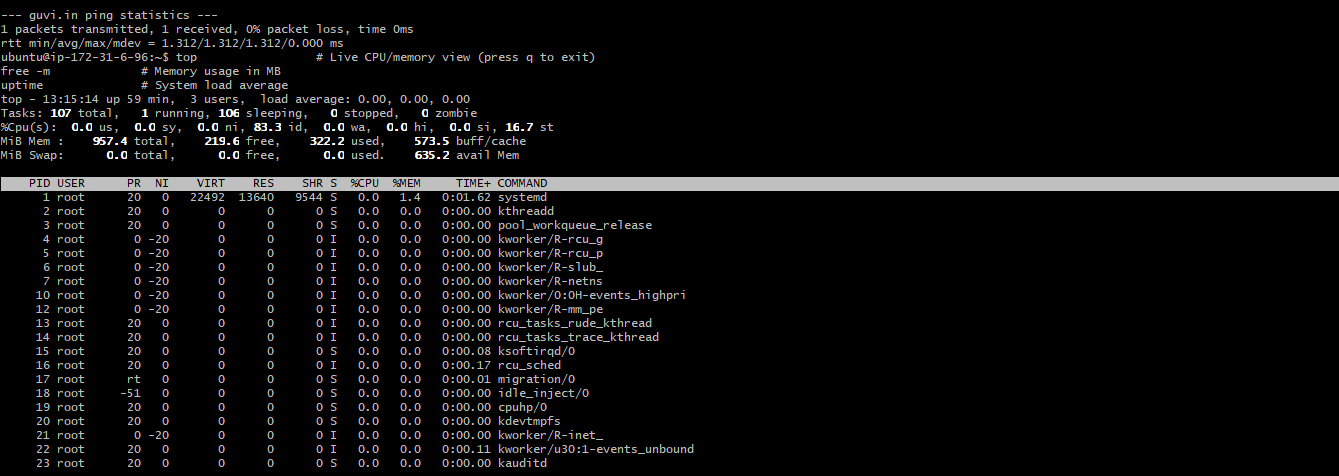 --- guvi.in ping statistics ---
1 packets transmitted, 1 received, 0% packet loss, time 0ms
rtt min/avg/max/mdev = 1.312/1.312/1.312/0.000 ms
ubuntu@ip-172-31-6-96:~$ top                 # Live CPU/memory view (press q to exit)
free -m             # Memory usage in MB
uptime              # System load average
top - 13:15:14 up 59 min,  3 users,  load average: 0.00, 0.00, 0.00
Tasks: 107 total,   1 running, 106 sleeping,   0 stopped,   0 zombie
%Cpu(s):  0.0 us,  0.0 sy,  0.0 ni, 83.3 id,  0.0 wa,  0.0 hi,  0.0 si, 16.7 st
MiB Mem :    957.4 total,    219.6 free,    322.2 used,    573.5 buff/cache
MiB Swap:      0.0 total,      0.0 free,      0.0 used.    635.2 avail Mem
    PID USER      PR  NI    VIRT    RES    SHR S  %CPU  %MEM     TIME+ COMMAND
      1 root      20   0   22492  13640   9544 S   0.0   1.4   0:01.62 systemd
      2 root      20   0       0      0      0 S   0.0   0.0   0:00.00 kthreadd
      3 root      20   0       0      0      0 S   0.0   0.0   0:00.00 pool_workqueue_release
      4 root       0 -20       0      0      0 I   0.0   0.0   0:00.00 kworker/R-rcu_g
      5 root       0 -20       0      0      0 I   0.0   0.0   0:00.00 kworker/R-rcu_p
      6 root       0 -20       0      0      0 I   0.0   0.0   0:00.00 kworker/R-slub_
      7 root       0 -20       0      0      0 I   0.0   0.0   0:00.00 kworker/R-netns
     10 root       0 -20       0      0      0 I   0.0   0.0   0:00.00 kworker/0:0H-events_highpri
     12 root       0 -20       0      0      0 I   0.0   0.0   0:00.00 kworker/R-mm_pe
     13 root      20   0       0      0      0 I   0.0   0.0   0:00.00 rcu_tasks_rude_kthread
     14 root      20   0       0      0      0 I   0.0   0.0   0:00.00 rcu_tasks_trace_kthread
     15 root      20   0       0      0      0 S   0.0   0.0   0:00.08 ksoftirqd/0
     16 root      20   0       0      0      0 I   0.0   0.0   0:00.17 rcu_sched
     17 root      rt   0       0      0      0 S   0.0   0.0   0:00.01 migration/0
     18 root     -51   0       0      0      0 S   0.0   0.0   0:00.00 idle_inject/0
     19 root      20   0       0      0      0 S   0.0   0.0   0:00.00 cpuhp/0
     20 root      20   0       0      0      0 S   0.0   0.0   0:00.00 kdevtmpfs
     21 root       0 -20       0      0      0 I   0.0   0.0   0:00.00 kworker/R-inet_
     22 root      20   0       0      0      0 I   0.0   0.0   0:00.11 kworker/u30:1-events_unbound
     23 root      20   0       0      0      0 S   0.0   0.0   0:00.00 kauditd